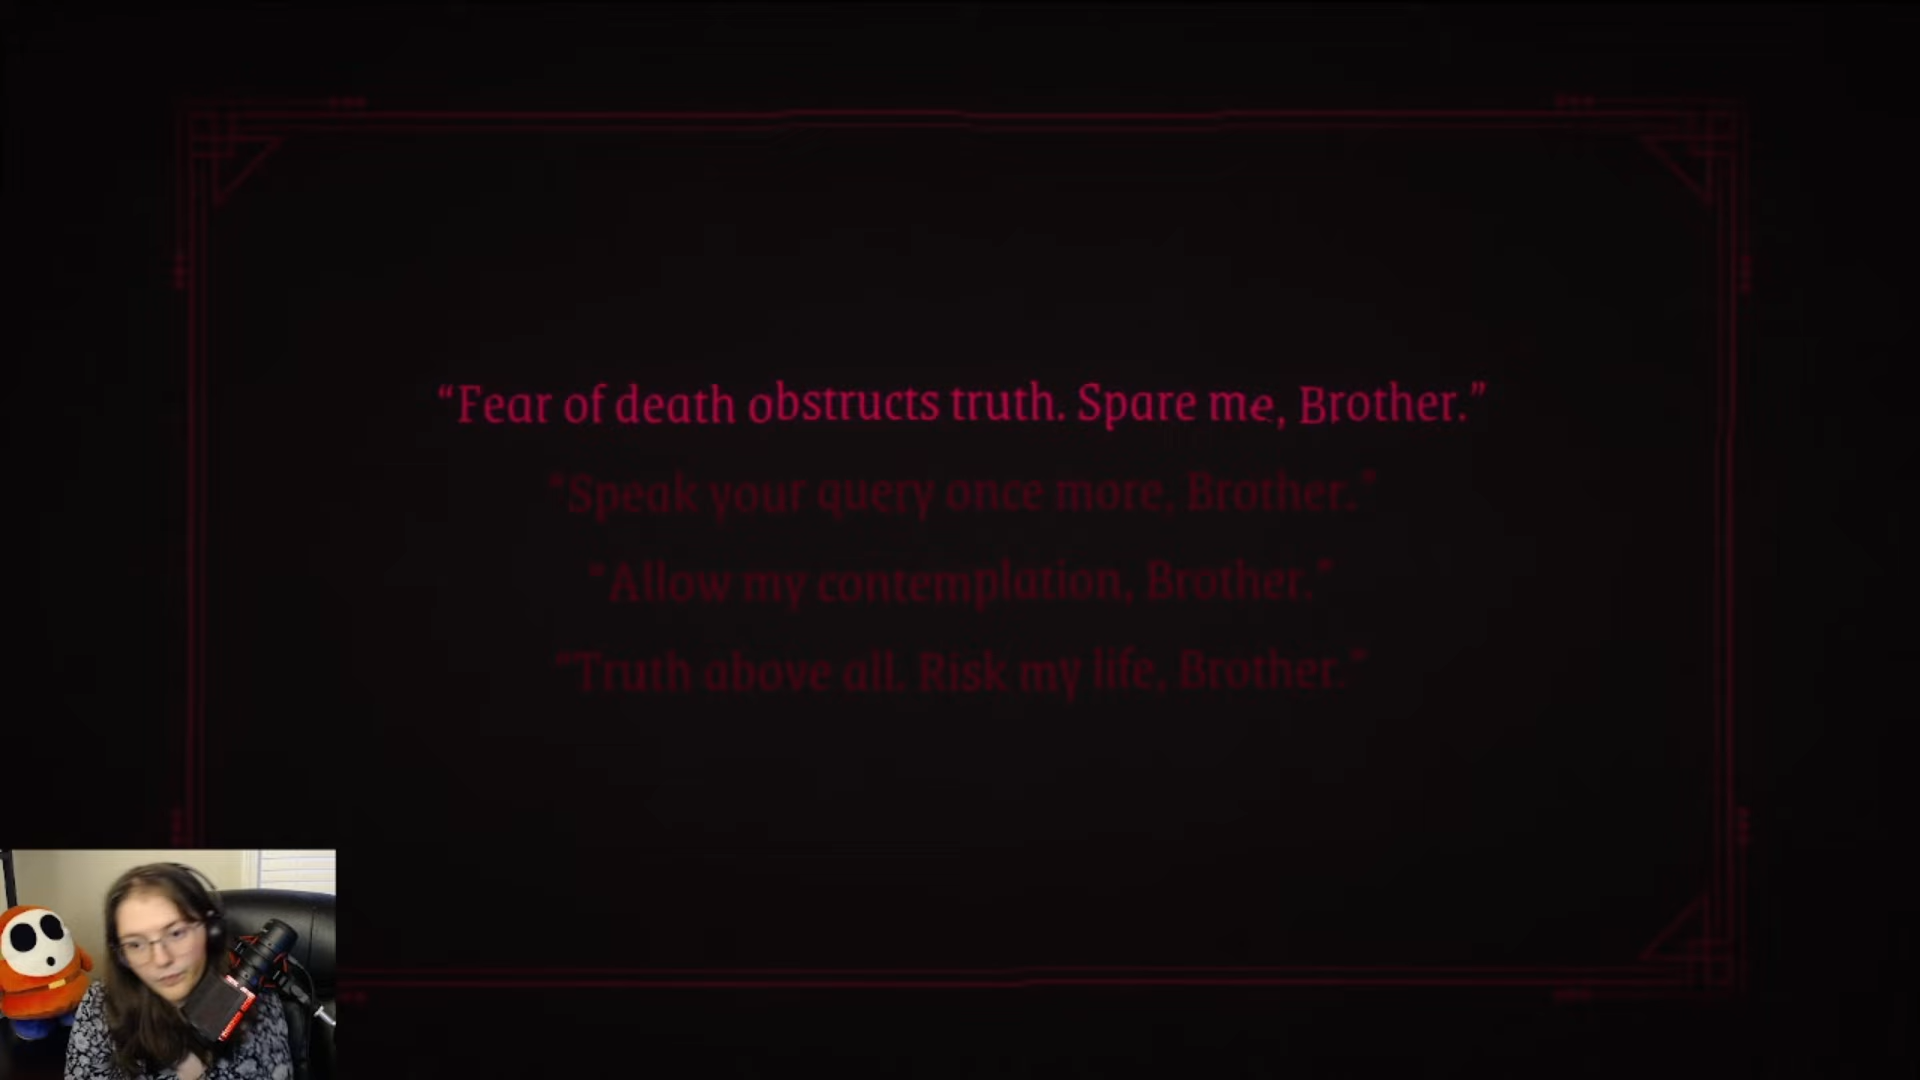 “Fear of death obstructs truth. Spare me, Brother.”
“Speak your query once more, Brother.”
“Allow my contemplation, Brother.”
“Truth above all. Risk my life, Brother.”